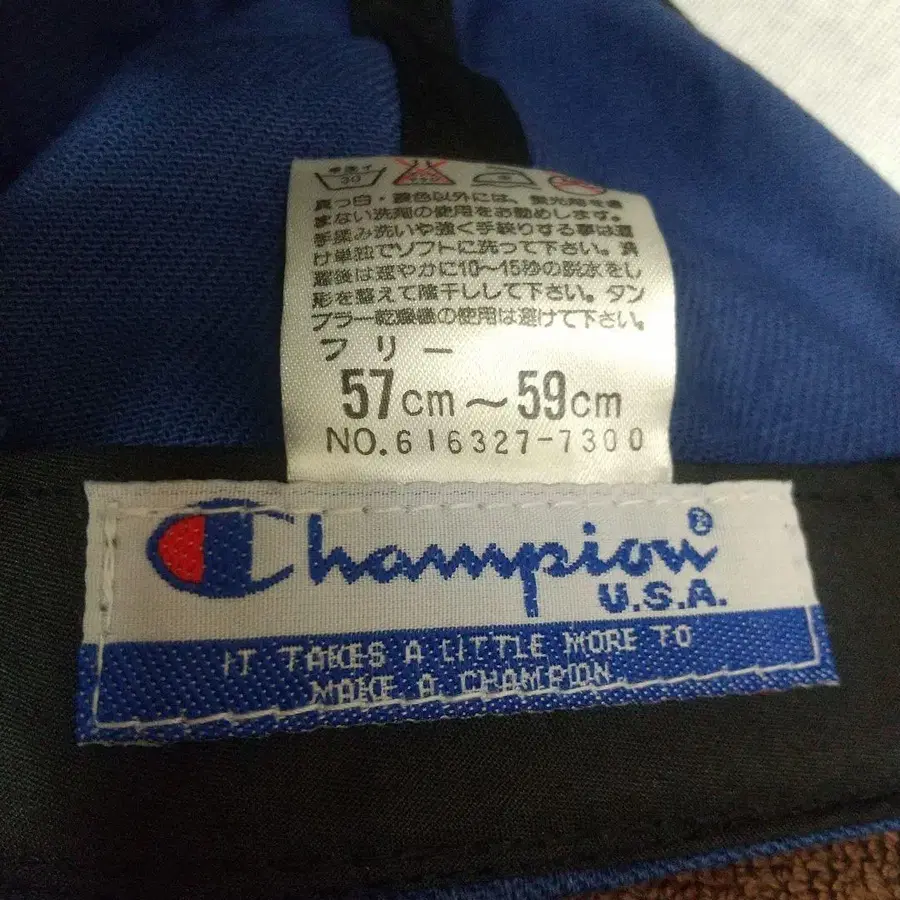 手洗イ
30
真っ白・淡色以外には、蛍光剤を含
まない洗剤の使用をお勧めします。
手揉み洗いや強く手絞りする事は避
け単独でソフトに洗って下さい。濯
後は速やかに10〜15秒の脱水をし
形を整えて陰干しして下さい。タン
ブラー乾燥機の使用は避けて下さい。
フリー
57cm〜59cm
NO.616327-7300
Champion®
U.S.A.
IT TAKES A LITTLE MORE TO
MAKE A CHAMPION.